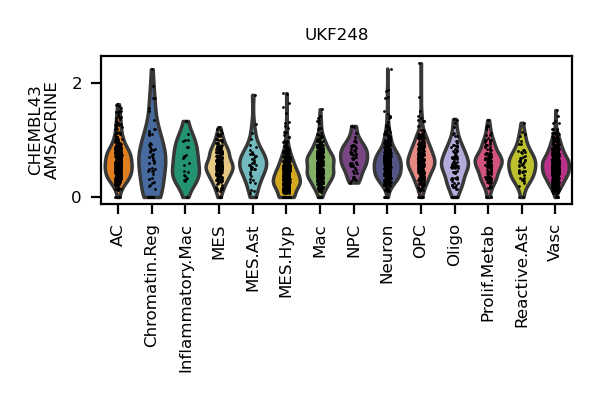 UKF248
CHEMBL43
AMSACRINE
2
0
AC
Chromatin.Reg
Inflammatory.Mac
MES
MES.Ast
MES.Hyp
Mac
NPC
Neuron
OPC
Oligo
Prolif.Metab
Reactive.Ast
Vasc